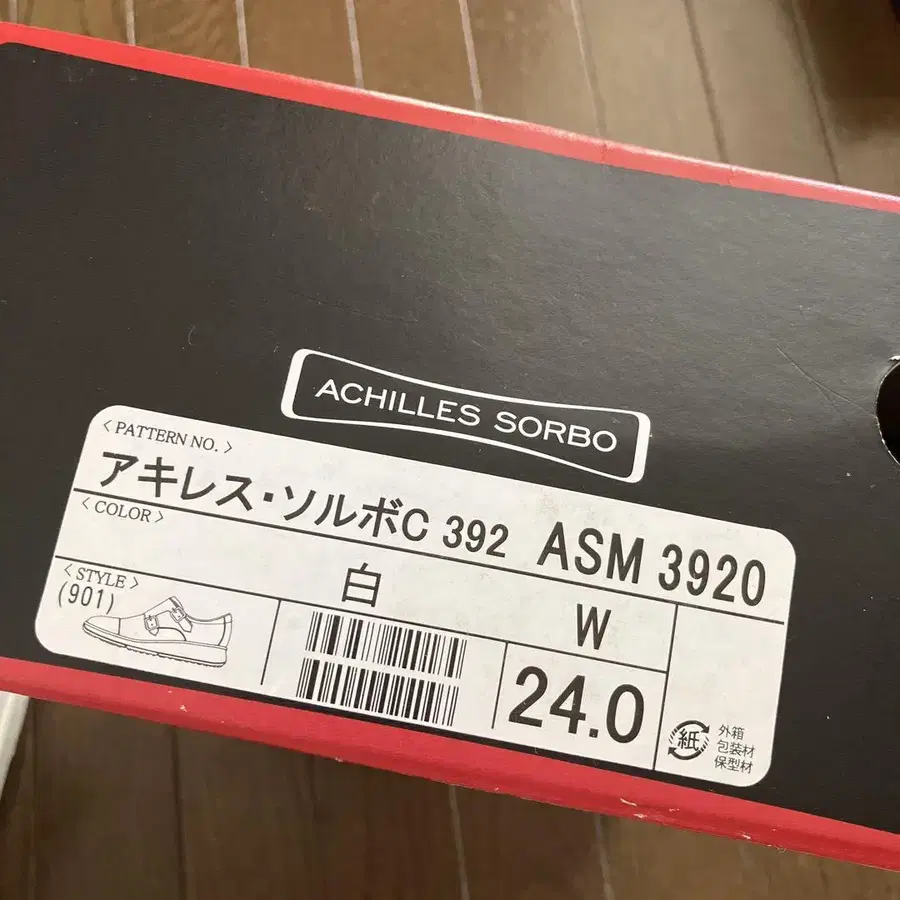 ACHILLES SORBO
〈 PATTERN NO. 〉
アキレス・ソルボC 392 ASM 3920
〈 COLOR 〉
白 W
〈 STYLE 〉
(901)
24.0
紙
外箱
包装材
保型材